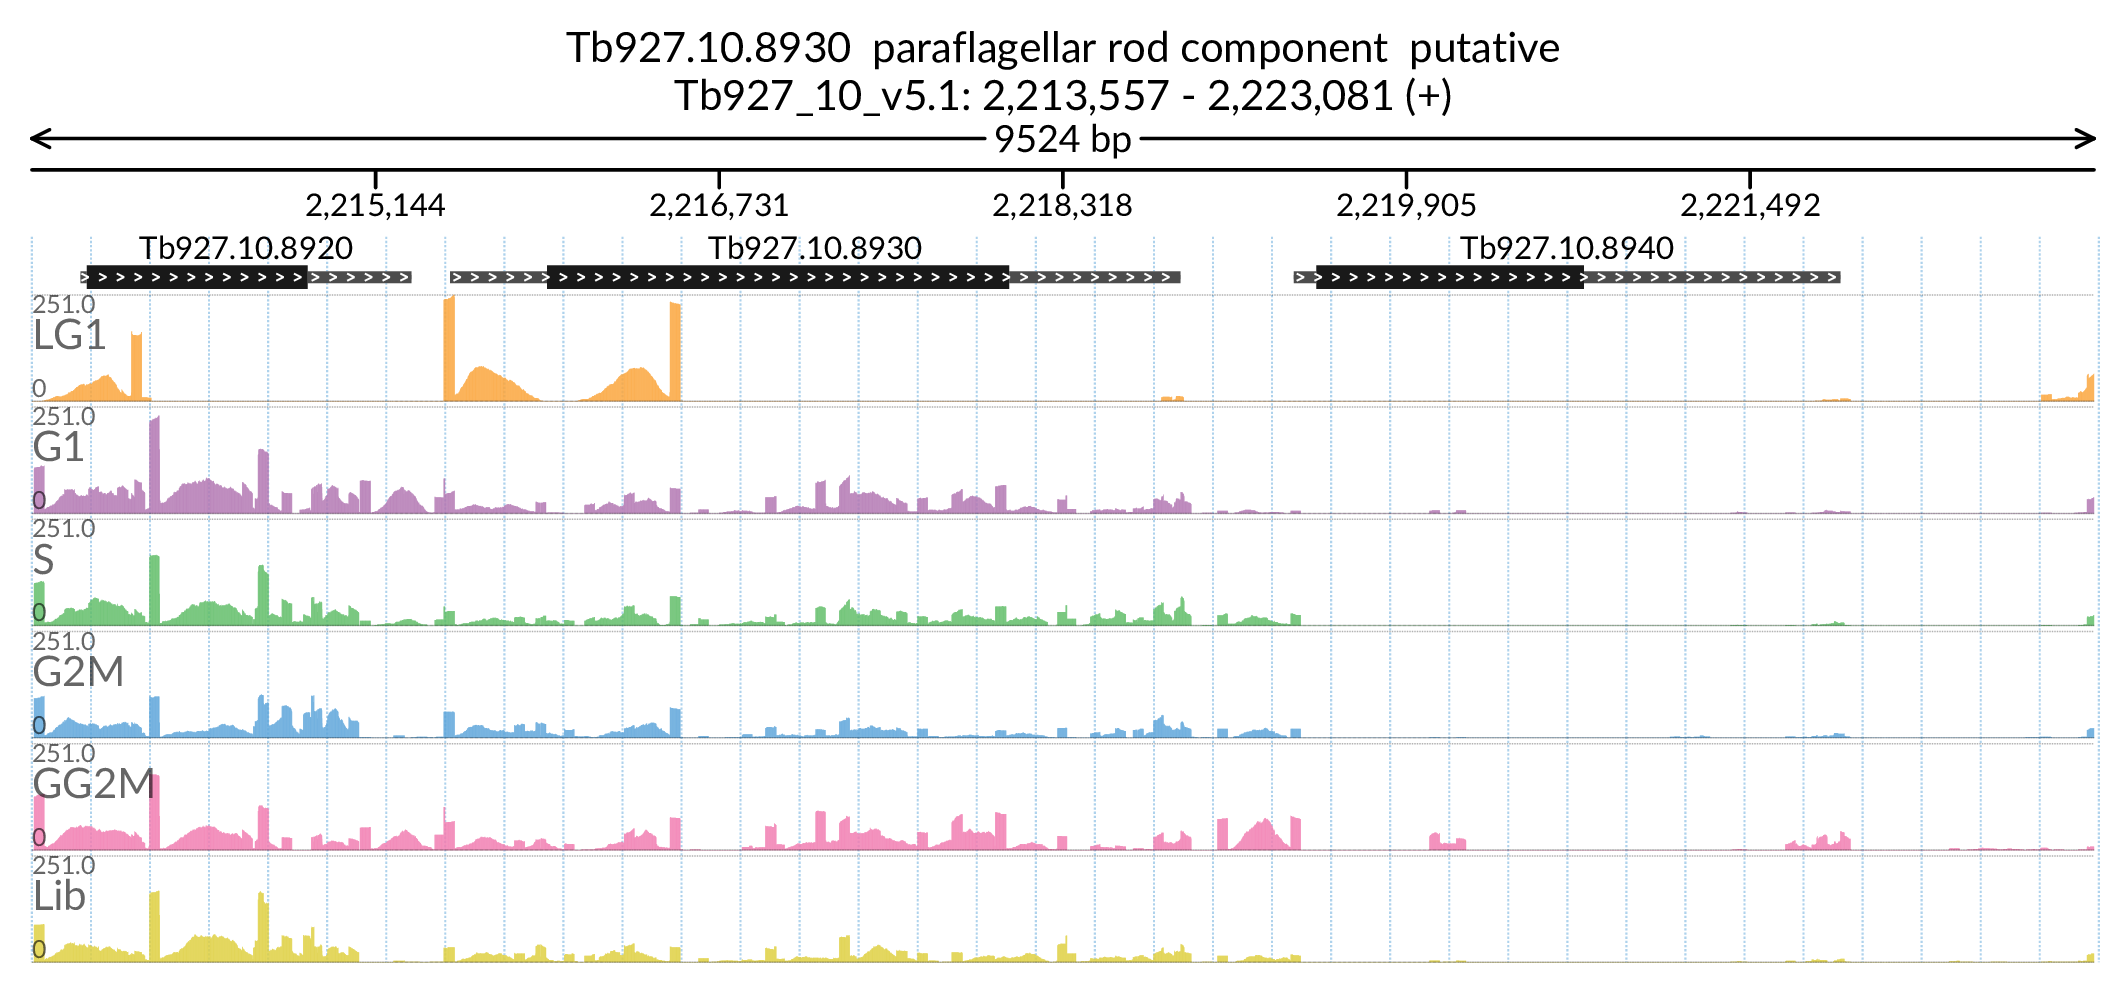 Tb927.10.8930 paraflagellar rod component putative
Tb927_10_v5.1: 2,213,557 - 2,223,081 (+)
9524 bp
2,215,144 2,216,731 2,218,318 2,219,905 2,221,492
Tb927.10.8920 Tb927.10.8930 Tb927.10.8940
251.0
LG1
0
251.0
G1
0
251.0
S
0
251.0
G2M
0
251.0
GG2M
0
251.0
Lib
0